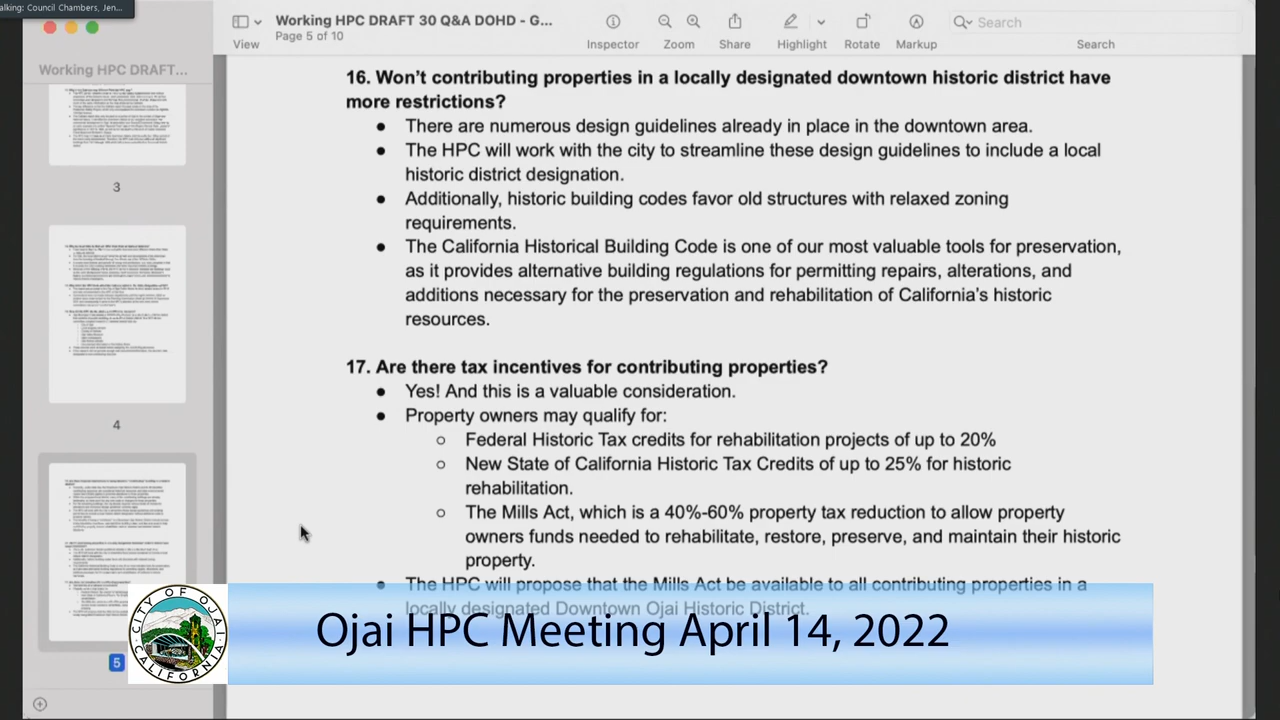 alking: Council Chambers, Jen...
Working HPC DRAFT 30 Q&A DOHD - G...
Page 5 of 10
View
Inspector
Zoom
Share
Highlight
Rotate
Markup
Search
Search
Working HPC DRAFT...
3
4
5
16. Won’t contributing properties in a locally designated downtown historic district have
more restrictions?
● There are numerous design guidelines already in place in the downtown area.
● The HPC will work with the city to streamline these design guidelines to include a local
historic district designation.
● Additionally, historic building codes favor old structures with relaxed zoning
requirements.
● The California Historical Building Code is one of our most valuable tools for preservation,
as it provides alternative building regulations for permitting repairs, alterations, and
additions necessary for the preservation and rehabilitation of California’s historic
resources.
17. Are there tax incentives for contributing properties?
● Yes! And this is a valuable consideration.
● Property owners may qualify for:
○ Federal Historic Tax credits for rehabilitation projects of up to 20%
○ New State of California Historic Tax Credits of up to 25% for historic
rehabilitation.
○ The Mills Act, which is a 40%-60% property tax reduction to allow property
owners funds needed to rehabilitate, restore, preserve, and maintain their historic
property.
● The HPC will propose that the Mills Act be available to all contributing properties in a
locally designated Downtown Ojai Historic District.
CITY OF OJAI
CALIFORNIA
Ojai HPC Meeting April 14, 2022